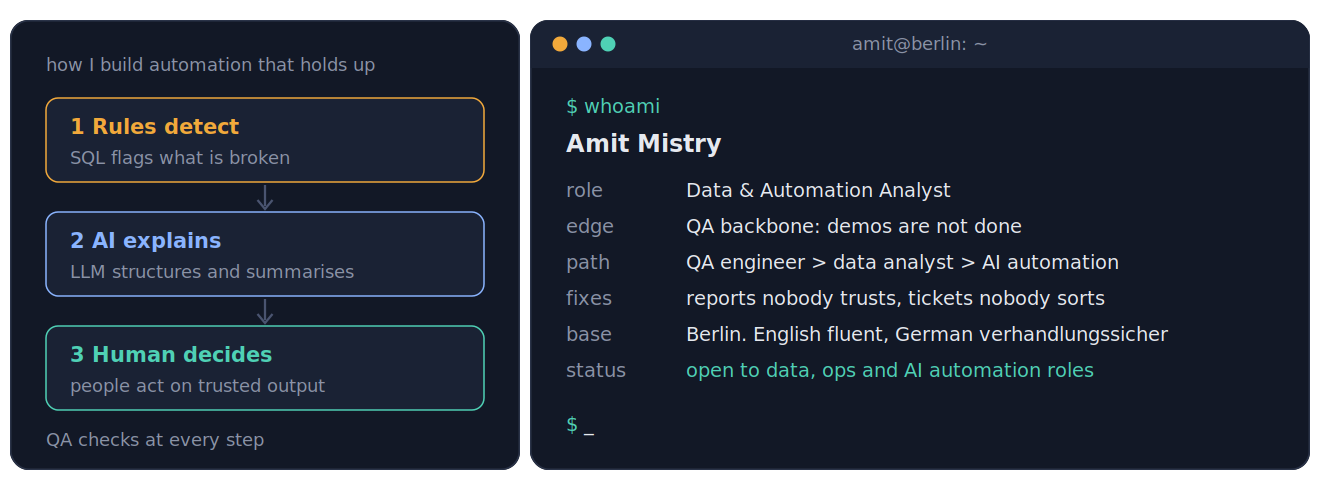 how I build automation that holds up
1 Rules detect
SQL flags what is broken
2 AI explains
LLM structures and summarises
3 Human decides
people act on trusted output
QA checks at every step
amit@berlin: ~
$ whoami
Amit Mistry
role Data & Automation Analyst
edge QA backbone: demos are not done
path QA engineer > data analyst > AI automation
fixes reports nobody trusts, tickets nobody sorts
base Berlin. English fluent, German verhandlungssicher
status open to data, ops and AI automation roles
$ _